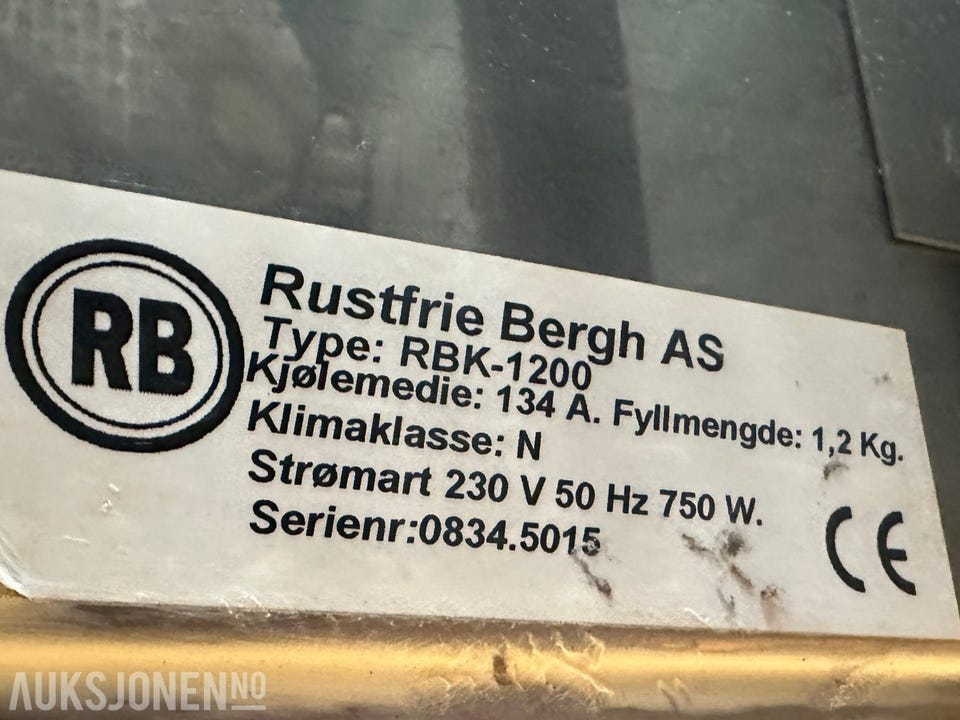 RB
Rustfrie Bergh AS
Type: RBK-1200
Kjølemedie: 134 A. Fyllmengde: 1,2 Kg.
Klimaklasse: N
Strømart 230 V 50 Hz 750 W.
Serienr:0834.5015
CE
AUKSJONEN.NO